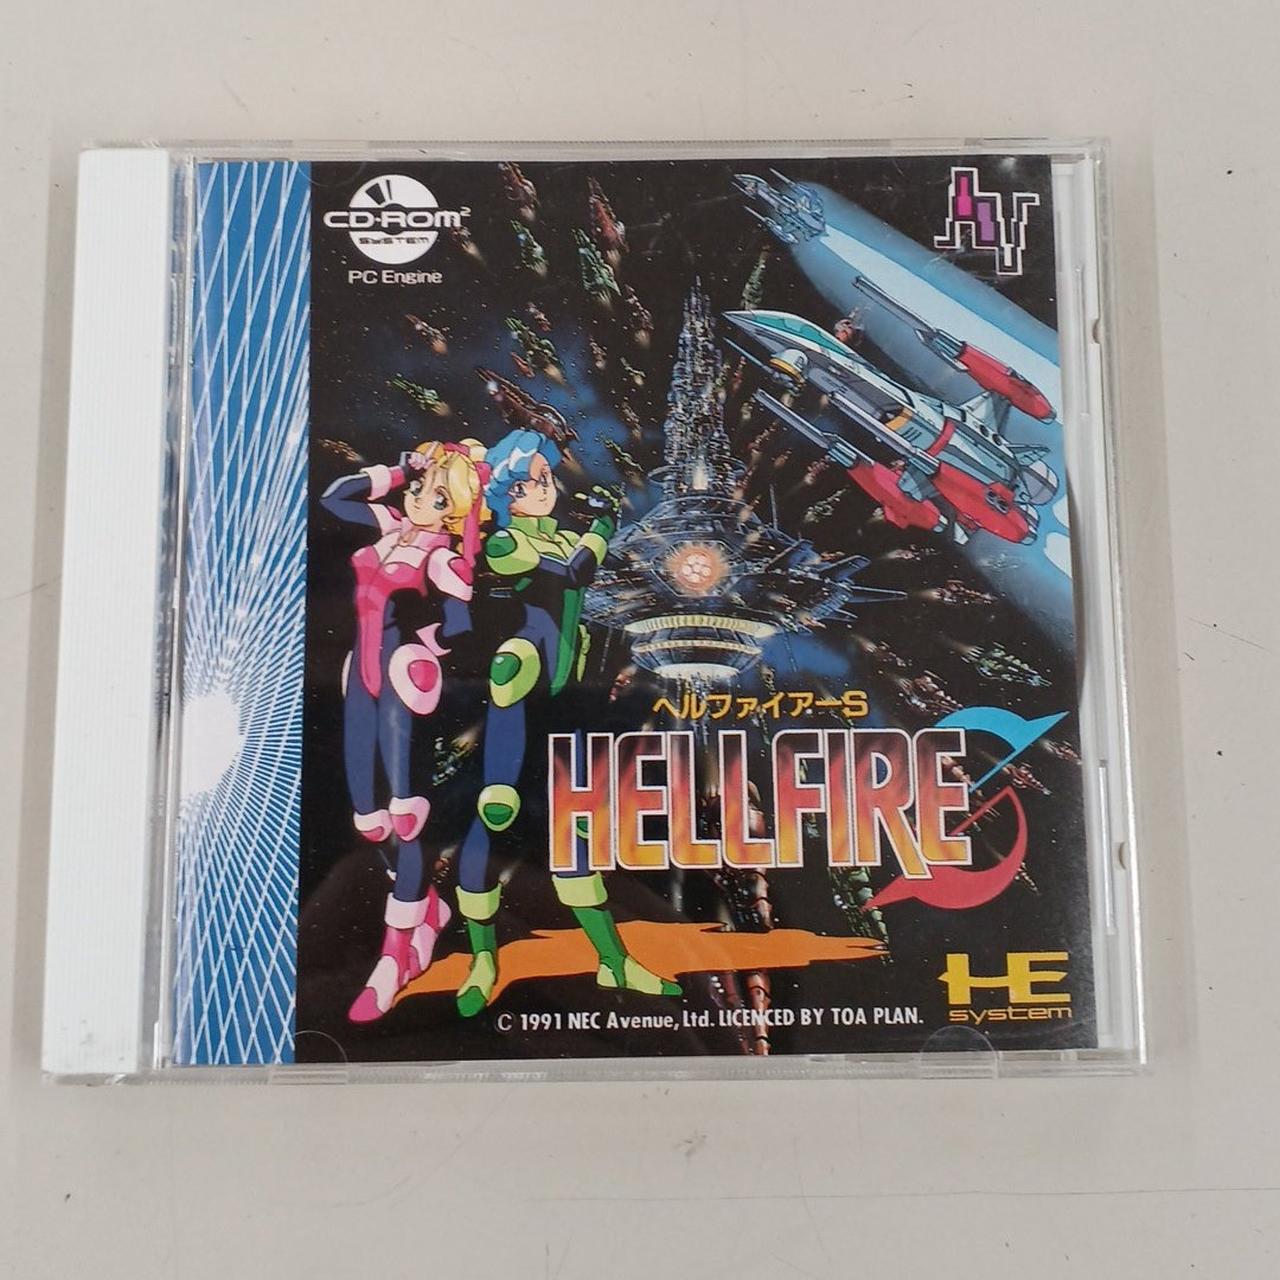 CD-ROM²
SYSTEM
PC Engine
AV
ヘルファイアーS
HELLFIRE S
© 1991 NEC Avenue, Ltd. LICENCED BY TOA PLAN.
HE
system